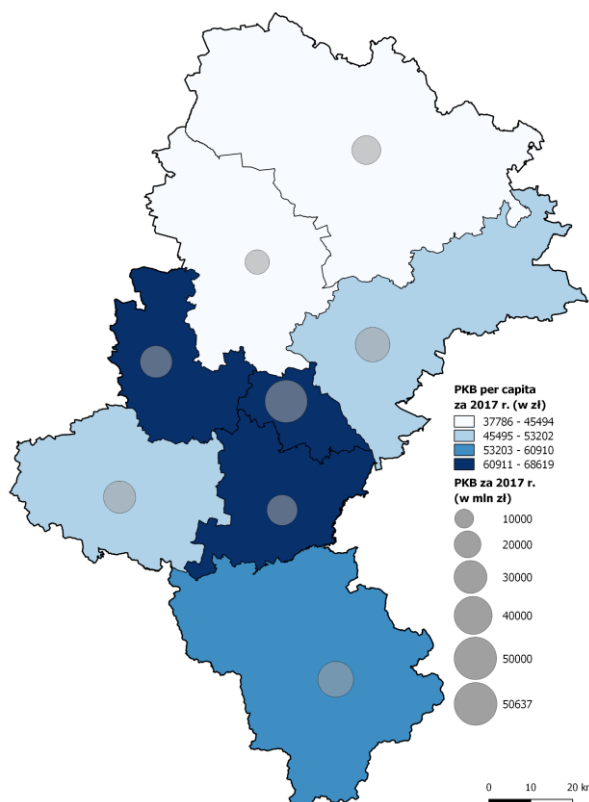 PKB per capita
za 2017 r. (w zł)
37786 - 45494
45495 - 53202
53203 - 60910
60911 - 68619
PKB za 2017 r.
(w mln zł)
10000
20000
30000
40000
50000
50637
0 10 20 km